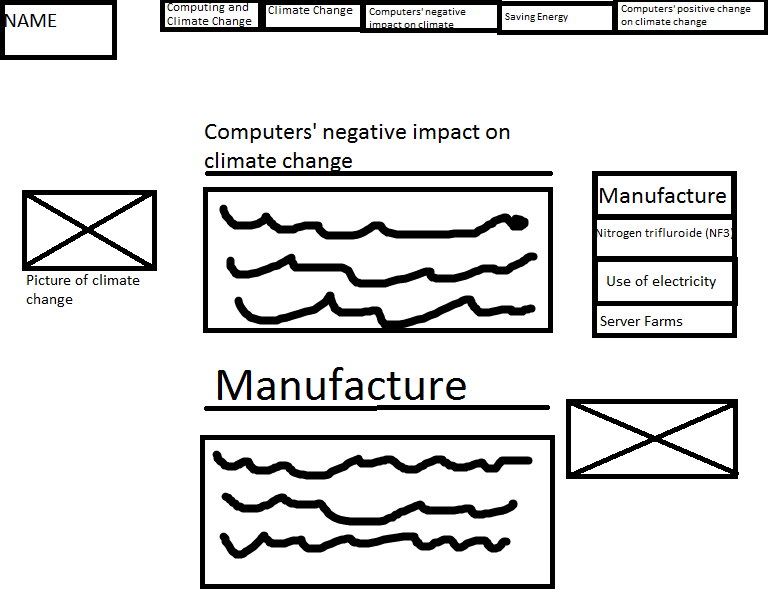 NAME
Computing and
Climate Change
Climate Change
Computers' negative
impact on climate
Saving Energy
Computers' positive change
on climate change
Computers' negative impact on
climate change
Manufacture
Nitrogen trifluroide (NF3)
Use of electricity
Server Farms
Picture of climate
change
Manufacture